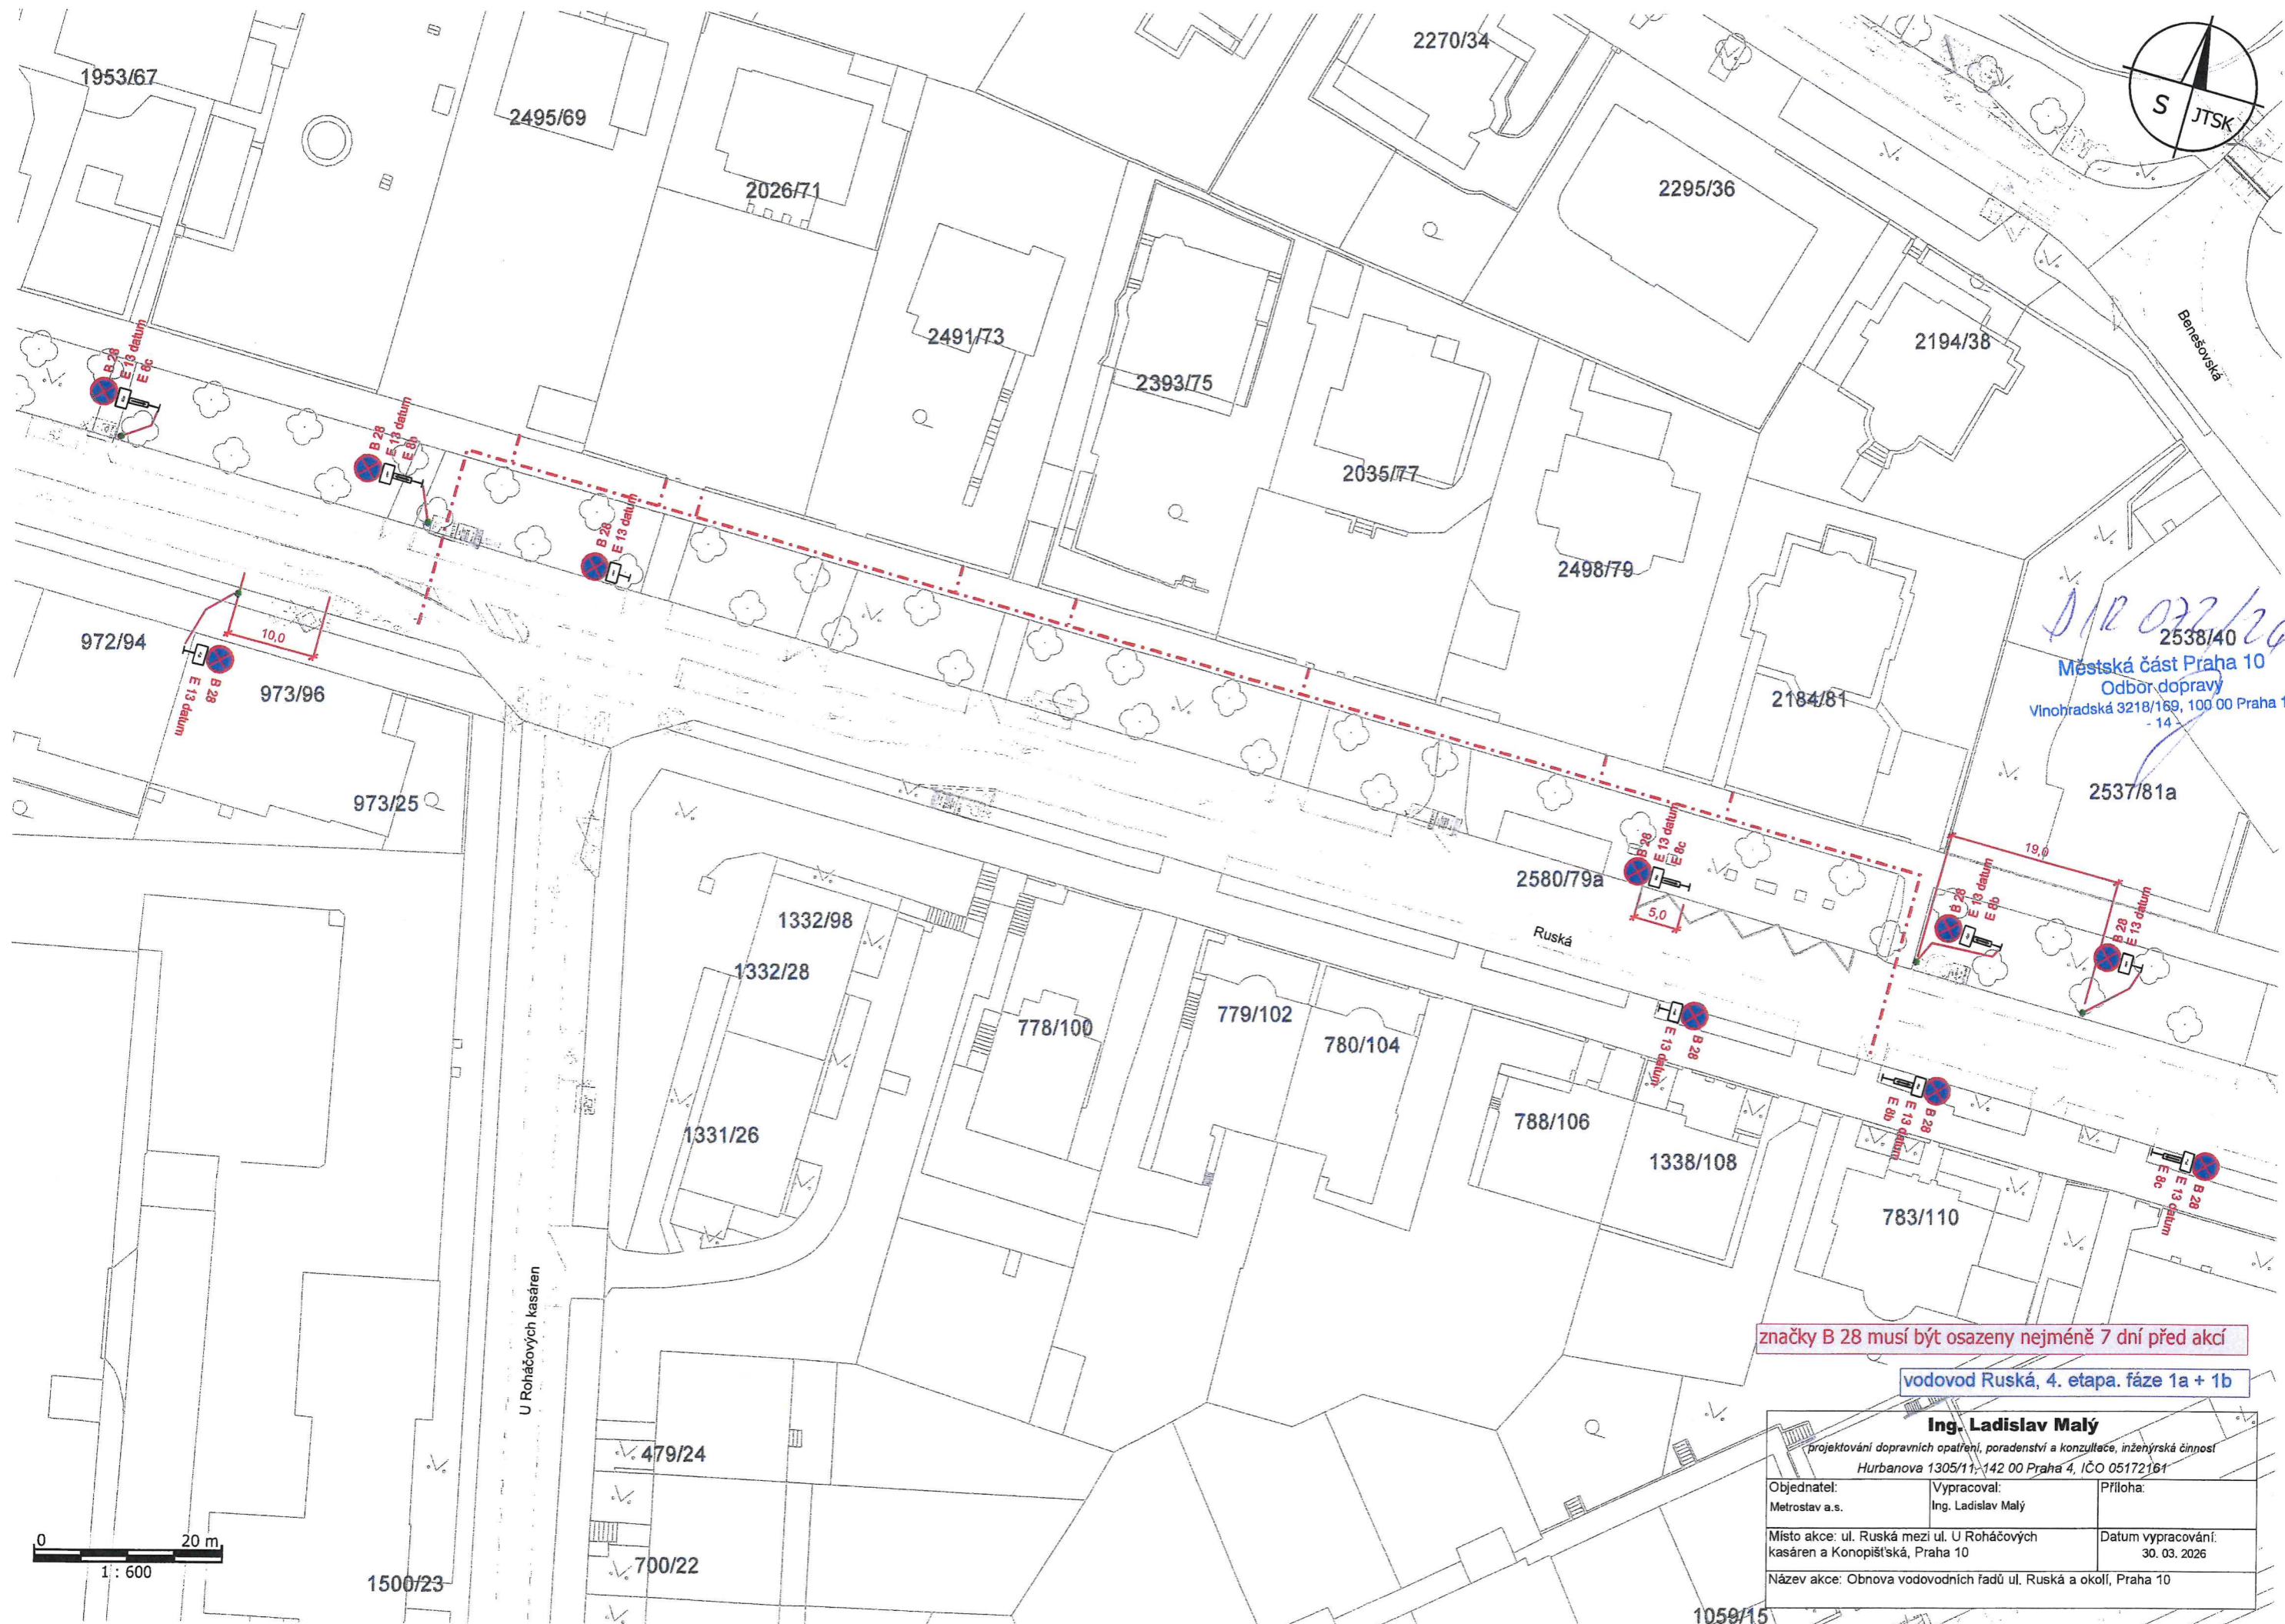 2270/34
1953/67
2495/69
S
JTSK
2026/71
2295/36
2491/73
2194/38
Benešovská
2393/75
B 28
E 13 datum
E 8c
B 28
E 13 datum
E 8b
2035/77
B 28
E 13 datum
2498/79
972/94
10,0
973/96
B 28
E 13 datum
DIR 072/26
2538/40
Městská část Praha 10
Odbor dopravy
Vinohradská 3218/169, 100 00 Praha 1
- 14 -
2184/81
2537/81a
973/25
B 28
E 13 datum
E 8c
19,0
2580/79a
5,0
B 28
E 13 datum
E 8b
B 28
E 13 datum
1332/98
Ruská
1332/28
778/100
779/102
780/104
B 28
E 13 datum
788/106
1331/26
1338/108
B 28
E 13 datum
E 8b
B 28
E 13 datum
E 8c
783/110
U Roháčových kasáren
značky B 28 musí být osazeny nejméně 7 dní před akcí
vodovod Ruská, 4. etapa. fáze 1a + 1b
479/24
700/22
1500/23
1059/15
0 20 m
1 : 600
Ing. Ladislav Malý
projektování dopravních opatření, poradenství a konzultace, inženýrská činnost
Hurbanova 1305/11, 142 00 Praha 4, IČO 05172161
Objednatel:
Metrostav a.s.
Vypracoval:
Ing. Ladislav Malý
Příloha:
Místo akce: ul. Ruská mezi ul. U Roháčových
kasáren a Konopišťská, Praha 10
Datum vypracování:
30. 03. 2026
Název akce: Obnova vodovodních řadů ul. Ruská a okolí, Praha 10